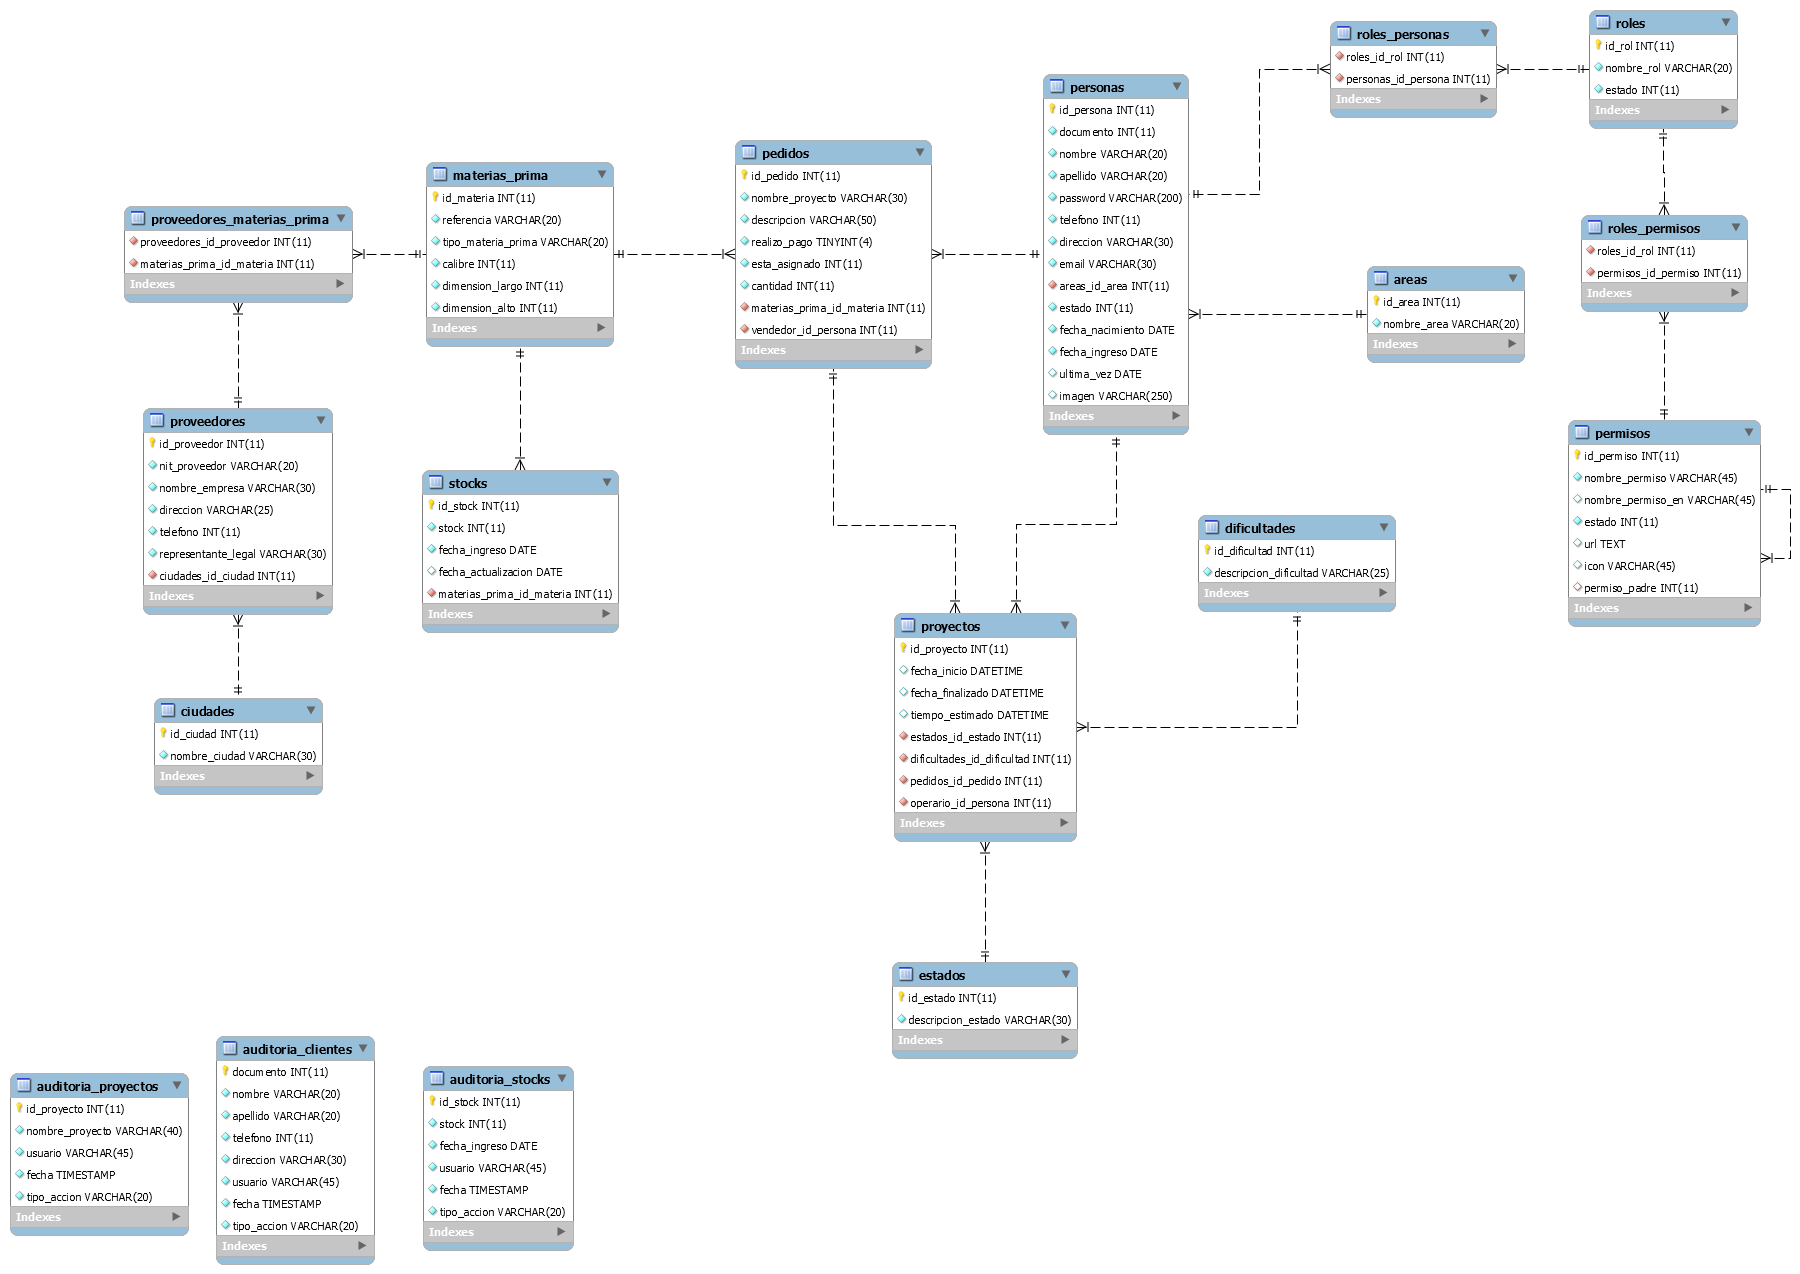 roles_personas
roles_id_rol INT(11)
personas_id_persona INT(11)
Indexes
roles
id_rol INT(11)
nombre_rol VARCHAR(20)
estado INT(11)
Indexes
personas
id_persona INT(11)
documento INT(11)
nombre VARCHAR(20)
apellido VARCHAR(20)
password VARCHAR(200)
telefono INT(11)
direccion VARCHAR(30)
email VARCHAR(30)
areas_id_area INT(11)
estado INT(11)
fecha_nacimiento DATE
fecha_ingreso DATE
ultima_vez DATE
imagen VARCHAR(250)
Indexes
pedidos
id_pedido INT(11)
nombre_proyecto VARCHAR(30)
descripcion VARCHAR(50)
realizo_pago TINYINT(4)
esta_asignado INT(11)
cantidad INT(11)
materias_prima_id_materia INT(11)
vendedor_id_persona INT(11)
Indexes
materias_prima
id_materia INT(11)
referencia VARCHAR(20)
tipo_materia_prima VARCHAR(20)
calibre INT(11)
dimension_largo INT(11)
dimension_alto INT(11)
Indexes
proveedores_materias_prima
proveedores_id_proveedor INT(11)
materias_prima_id_materia INT(11)
Indexes
roles_permisos
roles_id_rol INT(11)
permisos_id_permiso INT(11)
Indexes
areas
id_area INT(11)
nombre_area VARCHAR(20)
Indexes
proveedores
id_proveedor INT(11)
nit_proveedor VARCHAR(20)
nombre_empresa VARCHAR(30)
direccion VARCHAR(25)
telefono INT(11)
representante_legal VARCHAR(30)
ciudades_id_ciudad INT(11)
Indexes
stocks
id_stock INT(11)
stock INT(11)
fecha_ingreso DATE
fecha_actualizacion DATE
materias_prima_id_materia INT(11)
Indexes
permisos
id_permiso INT(11)
nombre_permiso VARCHAR(45)
nombre_permiso_en VARCHAR(45)
estado INT(11)
url TEXT
icon VARCHAR(45)
permiso_padre INT(11)
Indexes
dificultades
id_dificultad INT(11)
descripcion_dificultad VARCHAR(25)
Indexes
proyectos
id_proyecto INT(11)
fecha_inicio DATETIME
fecha_finalizado DATETIME
tiempo_estimado DATETIME
estados_id_estado INT(11)
dificultades_id_dificultad INT(11)
pedidos_id_pedido INT(11)
operario_id_persona INT(11)
Indexes
ciudades
id_ciudad INT(11)
nombre_ciudad VARCHAR(30)
Indexes
estados
id_estado INT(11)
descripcion_estado VARCHAR(30)
Indexes
auditoria_proyectos
id_proyecto INT(11)
nombre_proyecto VARCHAR(40)
usuario VARCHAR(45)
fecha TIMESTAMP
tipo_accion VARCHAR(20)
Indexes
auditoria_clientes
documento INT(11)
nombre VARCHAR(20)
apellido VARCHAR(20)
telefono INT(11)
direccion VARCHAR(30)
usuario VARCHAR(45)
fecha TIMESTAMP
tipo_accion VARCHAR(20)
Indexes
auditoria_stocks
id_stock INT(11)
stock INT(11)
fecha_ingreso DATE
usuario VARCHAR(45)
fecha TIMESTAMP
tipo_accion VARCHAR(20)
Indexes